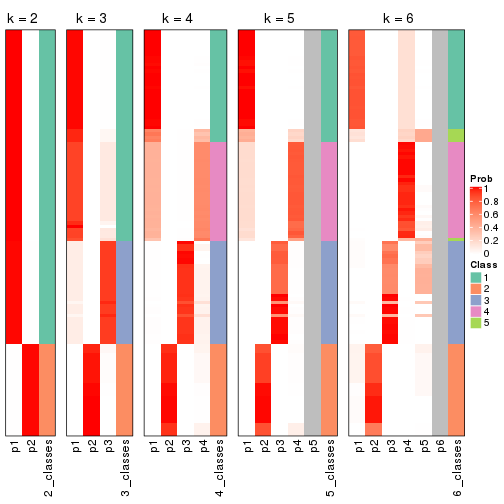 k = 2
k = 3
k = 4
k = 5
k = 6
Prob
1
0.8
0.6
0.4
0.2
0
Class
1
2
3
4
5
p1
p2
2_classes
p1
p2
p3
3_classes
p1
p2
p3
p4
4_classes
p1
p2
p3
p4
p5
5_classes
p1
p2
p3
p4
p5
p6
6_classes